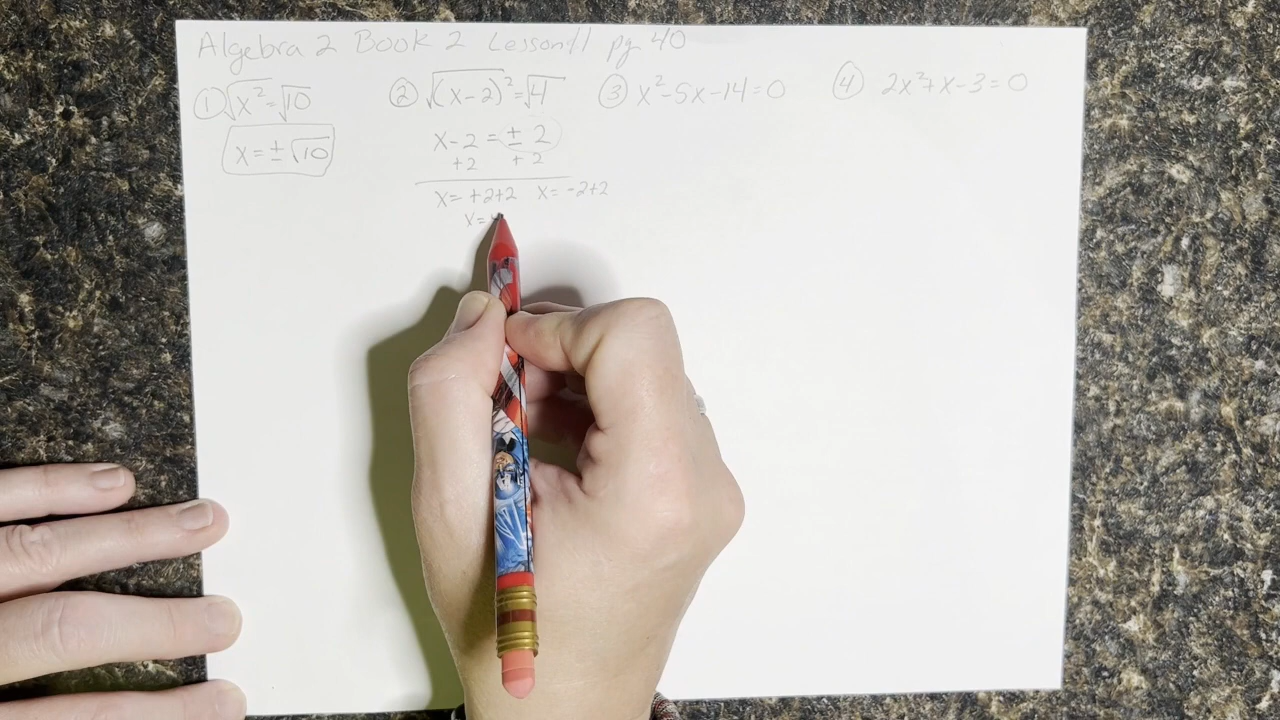 Algebra 2 Book 2 Lesson 11 pg 40
① √x² = √10
x = ± √10
② √(x-2)² = √4
x-2 = ± 2
+2 +2
x= +2+2 x= -2+2
x=
③ x²-5x-14=0
④ 2x²+x-3=0